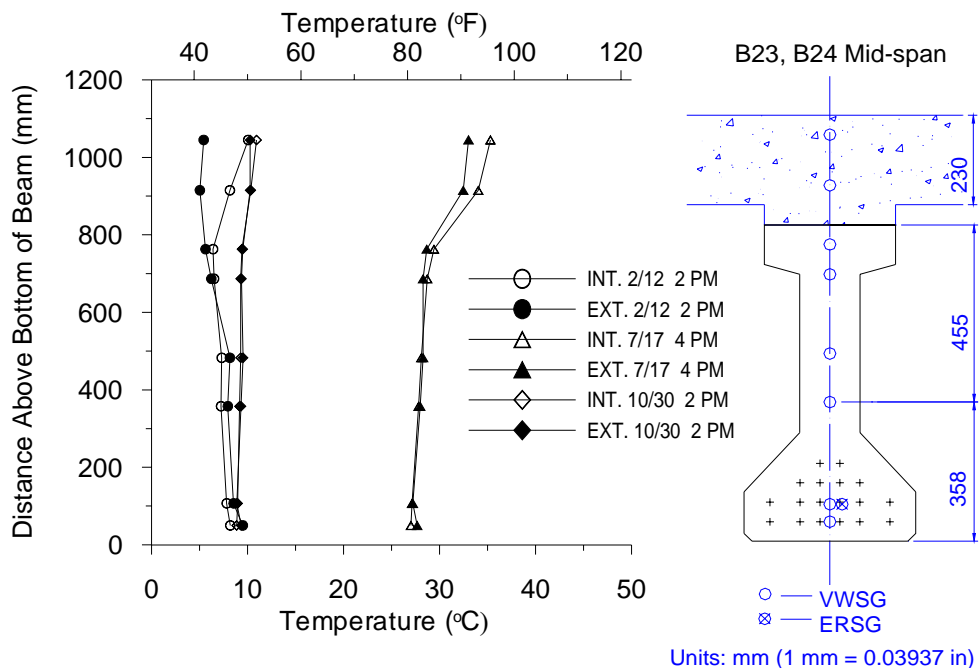 Temperature (ºF)
40 60 80 100 120
Distance Above Bottom of Beam (mm)
1200
1000
800
600
400
200
0
0 10 20 30 40 50
Temperature (ºC)
INT. 2/12 2 PM
EXT. 2/12 2 PM
INT. 7/17 4 PM
EXT. 7/17 4 PM
INT. 10/30 2 PM
EXT. 10/30 2 PM
B23, B24 Mid-span
230
455
358
VWSG
ERSG
Units: mm (1 mm = 0.03937 in)